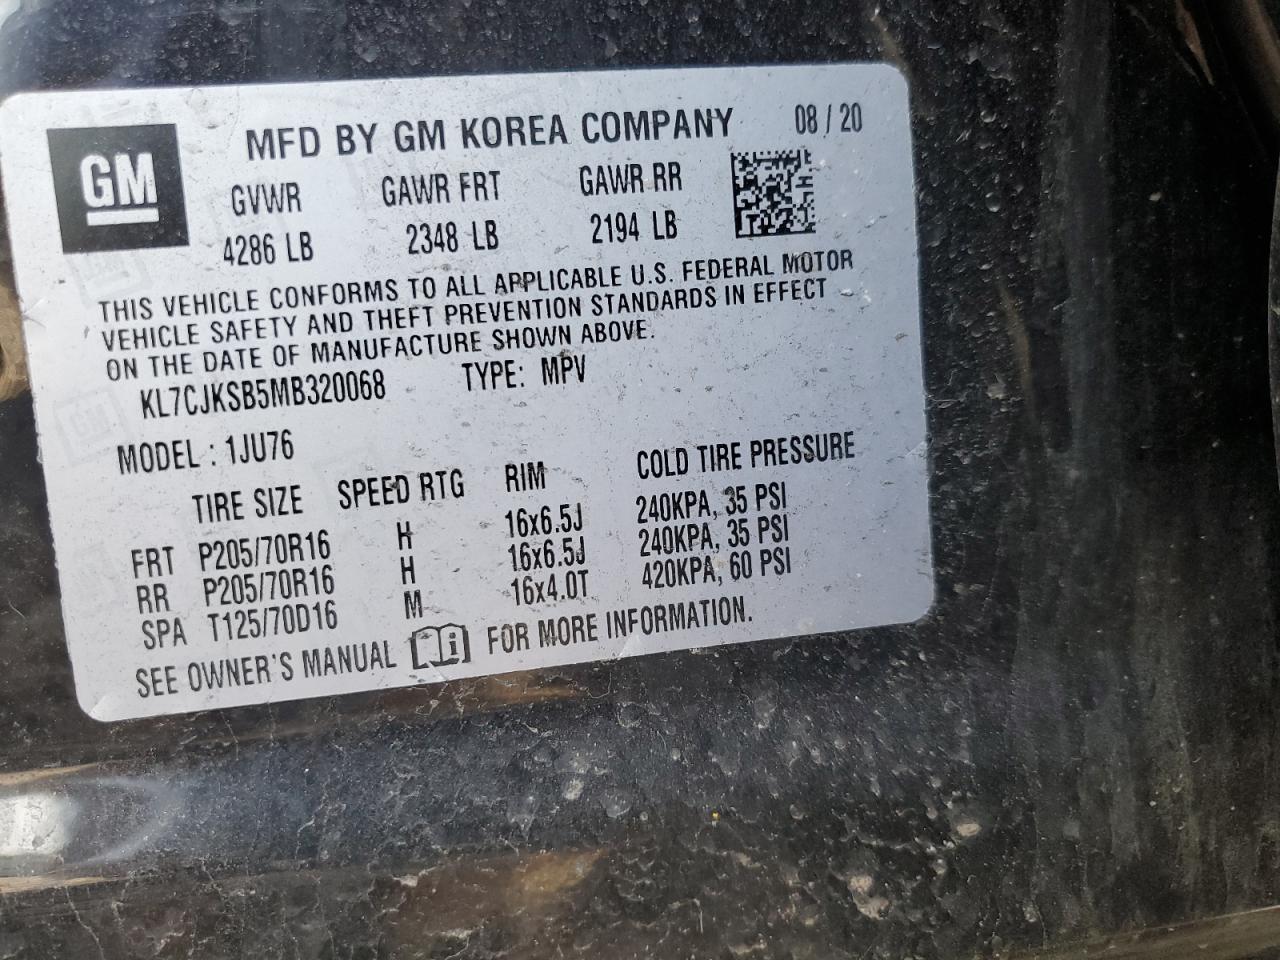 GM
MFD BY GM KOREA COMPANY 08 / 20
GVWR GAWR FRT GAWR RR
4286 LB 2348 LB 2194 LB
THIS VEHICLE CONFORMS TO ALL APPLICABLE U.S. FEDERAL MOTOR
VEHICLE SAFETY AND THEFT PREVENTION STANDARDS IN EFFECT
ON THE DATE OF MANUFACTURE SHOWN ABOVE.
KL7CJKSB5MB320068 TYPE: MPV
MODEL : 1JU76
TIRE SIZE SPEED RTG RIM COLD TIRE PRESSURE
FRT P205/70R16 H 16x6.5J 240KPA, 35 PSI
RR P205/70R16 H 16x6.5J 240KPA, 35 PSI
SPA T125/70D16 M 16x4.0T 420KPA, 60 PSI
SEE OWNER'S MANUAL i FOR MORE INFORMATION.